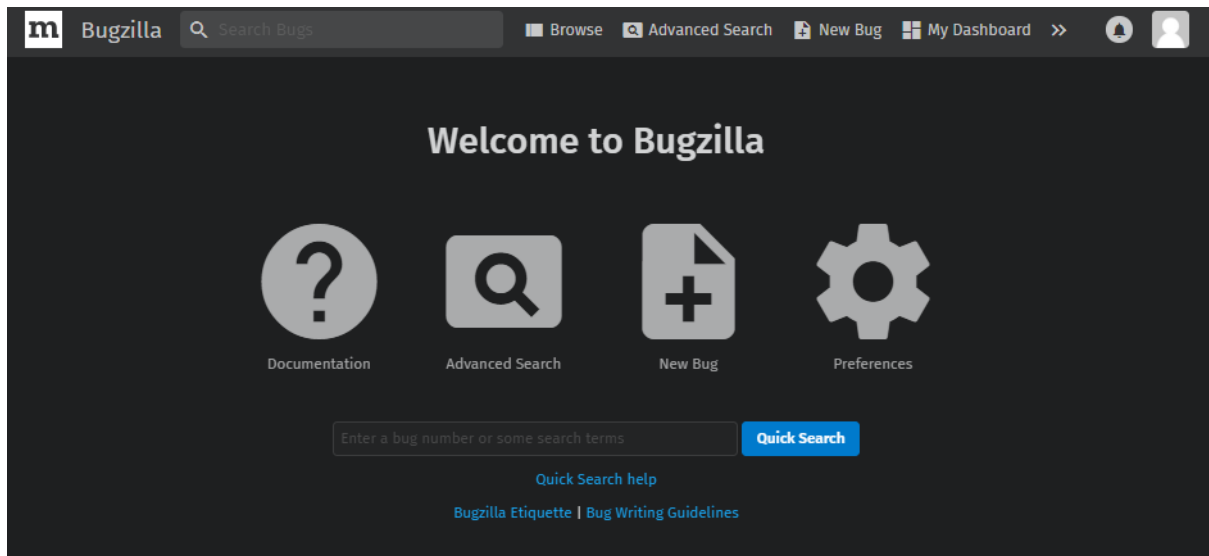 m Bugzilla Search Bugs Browse Advanced Search New Bug My Dashboard »
Welcome to Bugzilla
Documentation Advanced Search New Bug Preferences
Enter a bug number or some search terms Quick Search
Quick Search help
Bugzilla Etiquette | Bug Writing Guidelines